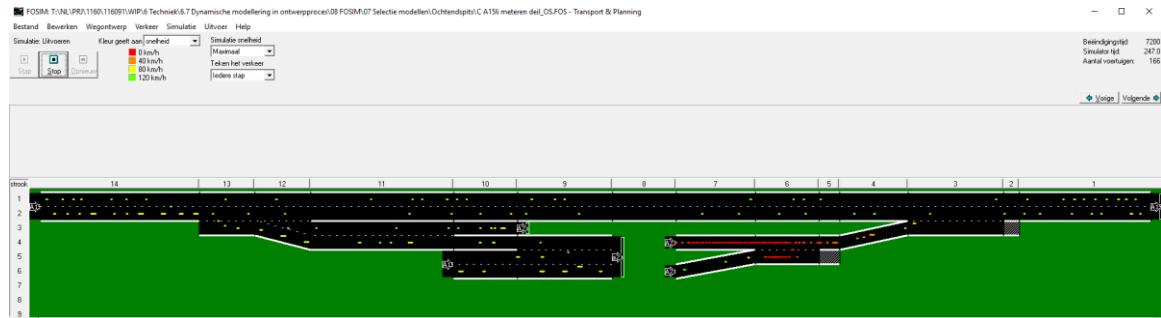 FOSIM: T:\NL\PRJ\1160\116091\WIP\6 Techniek\6.7 Dynamische modellering in ontwerpproces\08 FOSIM\07 Selectie modellen\Ochtendspits\C A15li meteren deil_OS.FOS - Transport & Planning
Bestand Bewerken Wegontwerp Verkeer Simulatie Uitvoer Help
Simulatie: Uitvoeren
Stap Stop Opnieuw
Kleur geeft aan: snelheid
0 km/h
40 km/h
80 km/h
120 km/h
Simulatie snelheid
Maximaal
Teken het verkeer
Iedere stap
Beëindigingstijd: 7200
Simulator tijd: 247.0
Aantal voertuigen: 166
Vorige Volgende
strook 14 13 12 11 10 9 8 7 6 5 4 3 2 1
1
2
3
4
5
6
7
8
9